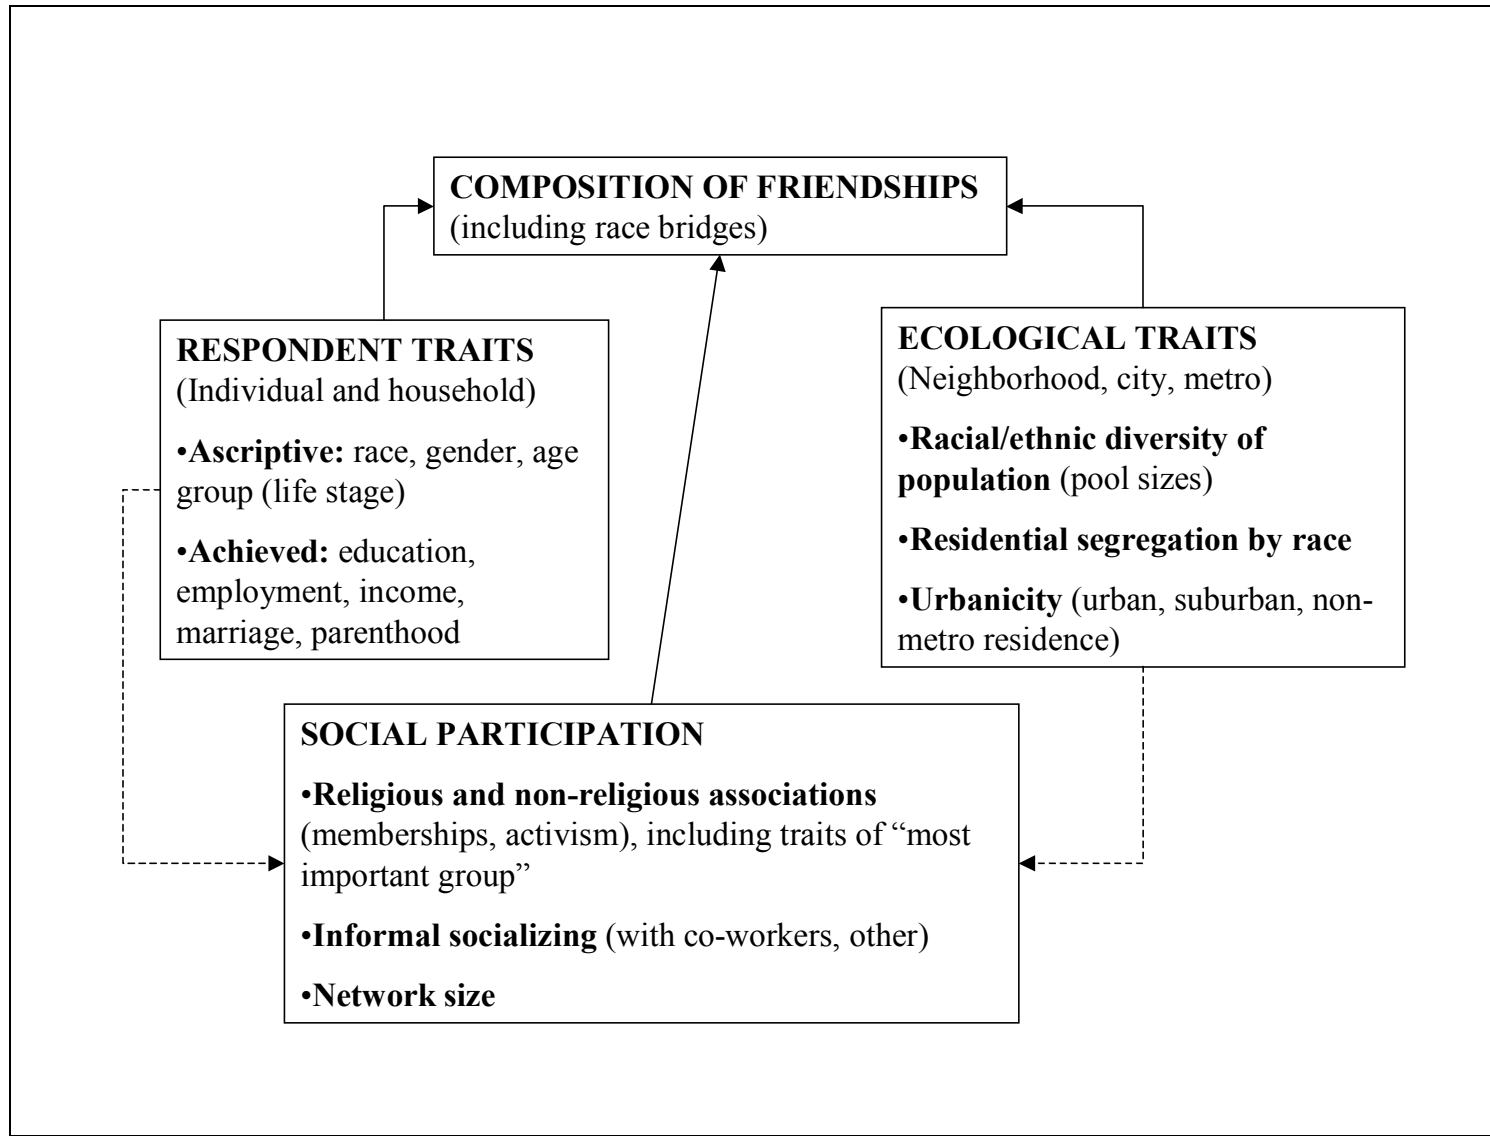 COMPOSITION OF FRIENDSHIPS
(including race bridges)
RESPONDENT TRAITS
(Individual and household)
•Ascriptive: race, gender, age
group (life stage)
•Achieved: education,
employment, income,
marriage, parenthood
ECOLOGICAL TRAITS
(Neighborhood, city, metro)
•Racial/ethnic diversity of
population (pool sizes)
•Residential segregation by race
•Urbanicity (urban, suburban, non-
metro residence)
SOCIAL PARTICIPATION
•Religious and non-religious associations
(memberships, activism), including traits of “most
important group”
•Informal socializing (with co-workers, other)
•Network size